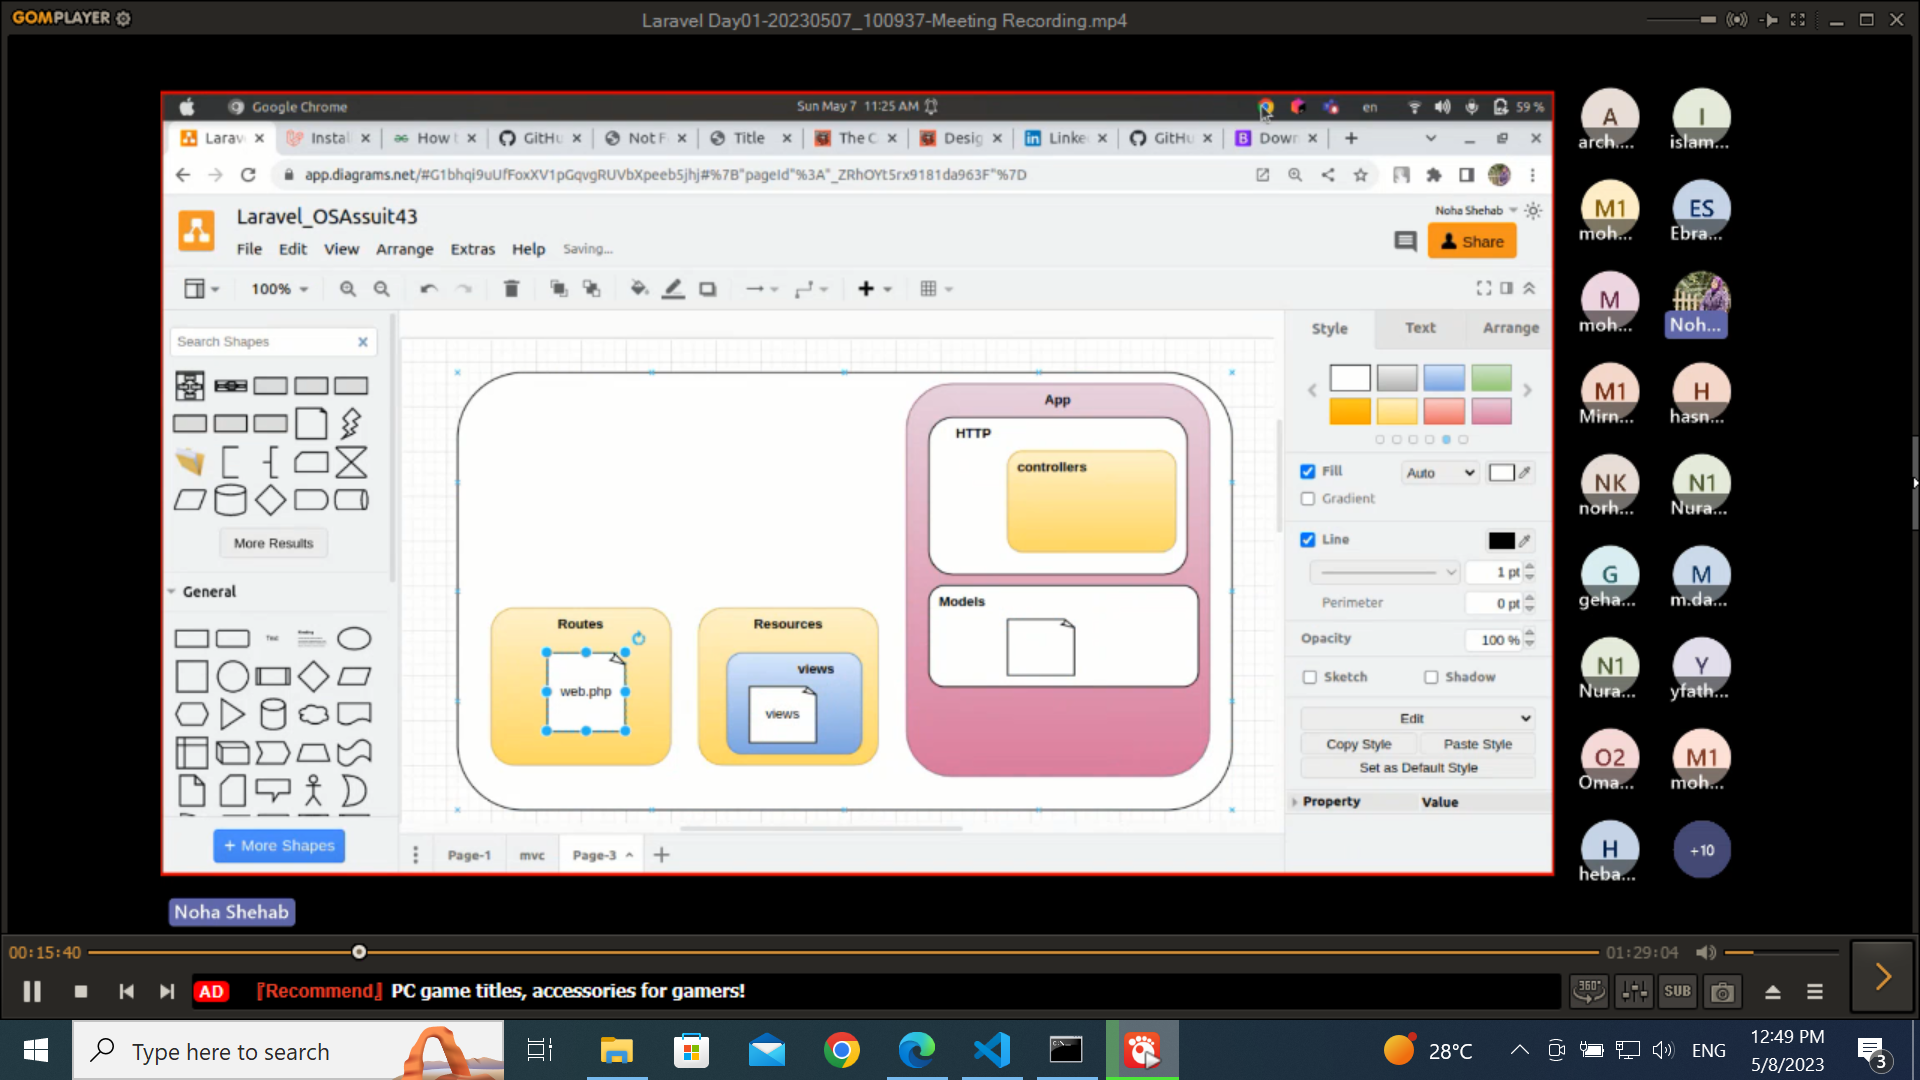 GOMPLAYER
Laravel Day01-20230507_100937-Meeting Recording.mp4
Google Chrome
Sun May 7 11:25 AM
en
59 %
Larav
Instal
How t
GitHu
Not F
Title
The C
Desig
Linke
GitHu
Down
app.diagrams.net/#G1bhqi9uUfFoxXV1pGqvgRUVbXpeeb5jhj#%7B"pageId"%3A"_ZRhOYt5rx9181da963F"%7D
Laravel_OSAssuit43
Noha Shehab
File Edit View Arrange Extras Help Saving...
Share
100%
Search Shapes
More Results
General
Text
+ More Shapes
App
HTTP
controllers
Models
Routes
web.php
Resources
views
views
Page-1
mvc
Page-3
Style
Text
Arrange
Fill
Auto
Gradient
Line
1 pt
Perimeter
0 pt
Opacity
100 %
Sketch
Shadow
Edit
Copy Style
Paste Style
Set as Default Style
Property
Value
A
arch....
I
islam...
M1
moh...
ES
Ebra...
M
moh...
Noh...
M1
Mirn...
H
hasn...
NK
norh...
N1
Nura...
G
geha...
M
m.da...
N1
Nura...
Y
yfath...
O2
Oma...
M1
moh...
H
heba...
+10
Noha Shehab
00:15:40
01:29:04
AD
『Recommend』 PC game titles, accessories for gamers!
360°
SUB
Type here to search
28°C
ENG
12:49 PM
5/8/2023
3